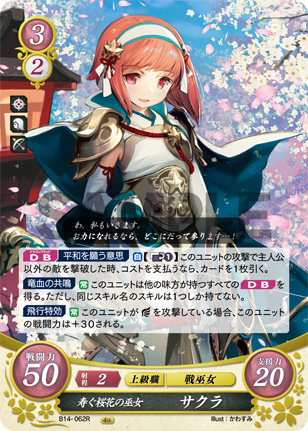 3
2
わ、私もいきます。
お力になれるなら、どこにだって参ります…!
DB 平和を願う意思 自【1】このユニットの攻撃で主人公
以外の敵を撃破した時、コストを支払うなら、カードを1枚引く。
竜血の共鳴 常 このユニットは他の味方が持つすべての DB
を得る。ただし、同じスキル名のスキルは1つしか持てない。
飛行特効 常 このユニットが を攻撃している場合、このユニット
の戦闘力は+30される。
戦闘力
50
射程 2 上級職 戦巫女
支援力
20
寿ぐ桜花の巫女 サクラ
B14-062R
Illust:かわすみ